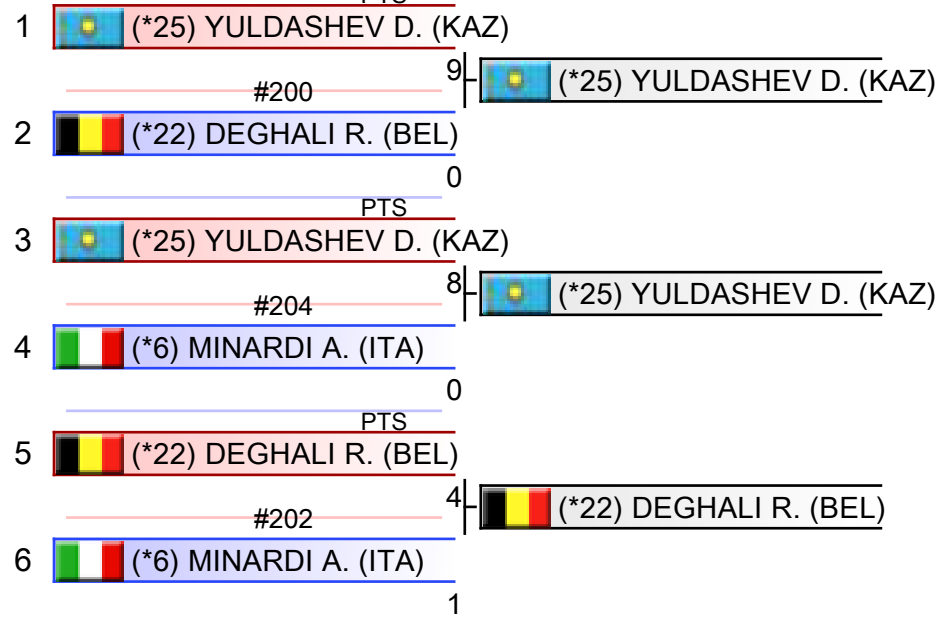 PTS
1 (*25) YULDASHEV D. (KAZ)
9 (*25) YULDASHEV D. (KAZ)
#200
2 (*22) DEGHALI R. (BEL)
0
PTS
3 (*25) YULDASHEV D. (KAZ)
8 (*25) YULDASHEV D. (KAZ)
#204
4 (*6) MINARDI A. (ITA)
0
PTS
5 (*22) DEGHALI R. (BEL)
4 (*22) DEGHALI R. (BEL)
#202
6 (*6) MINARDI A. (ITA)
1